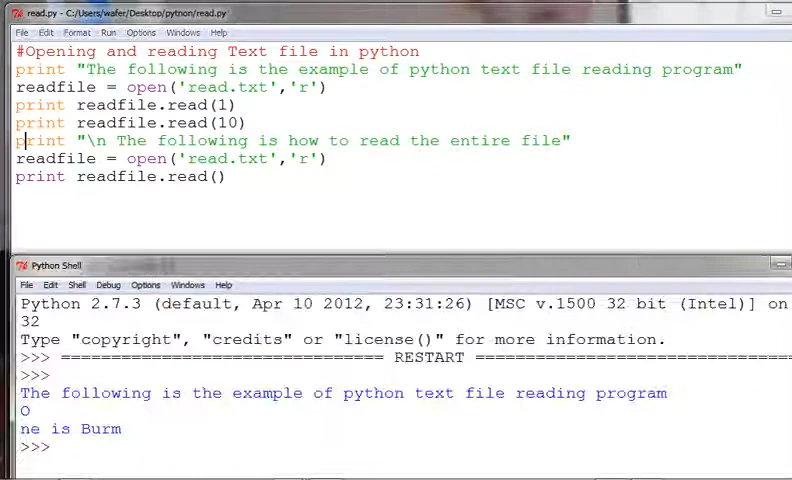 read.py - C:/Users/wafer/Desktop/pytnon/read.py
File Edit Format Run Options Windows Help
#Opening and reading Text file in python
print "The following is the example of python text file reading program"
readfile = open('read.txt','r')
print readfile.read(1)
print readfile.read(10)
print "\n The following is how to read the entire file"
readfile = open('read.txt','r')
print readfile.read()
Python Shell
File Edit Shell Debug Options Windows Help
Python 2.7.3 (default, Apr 10 2012, 23:31:26) [MSC v.1500 32 bit (Intel)] on
32
Type "copyright", "credits" or "license()" for more information.
>>> ================================ RESTART ================================
>>>
The following is the example of python text file reading program
O
ne is Burm
>>>